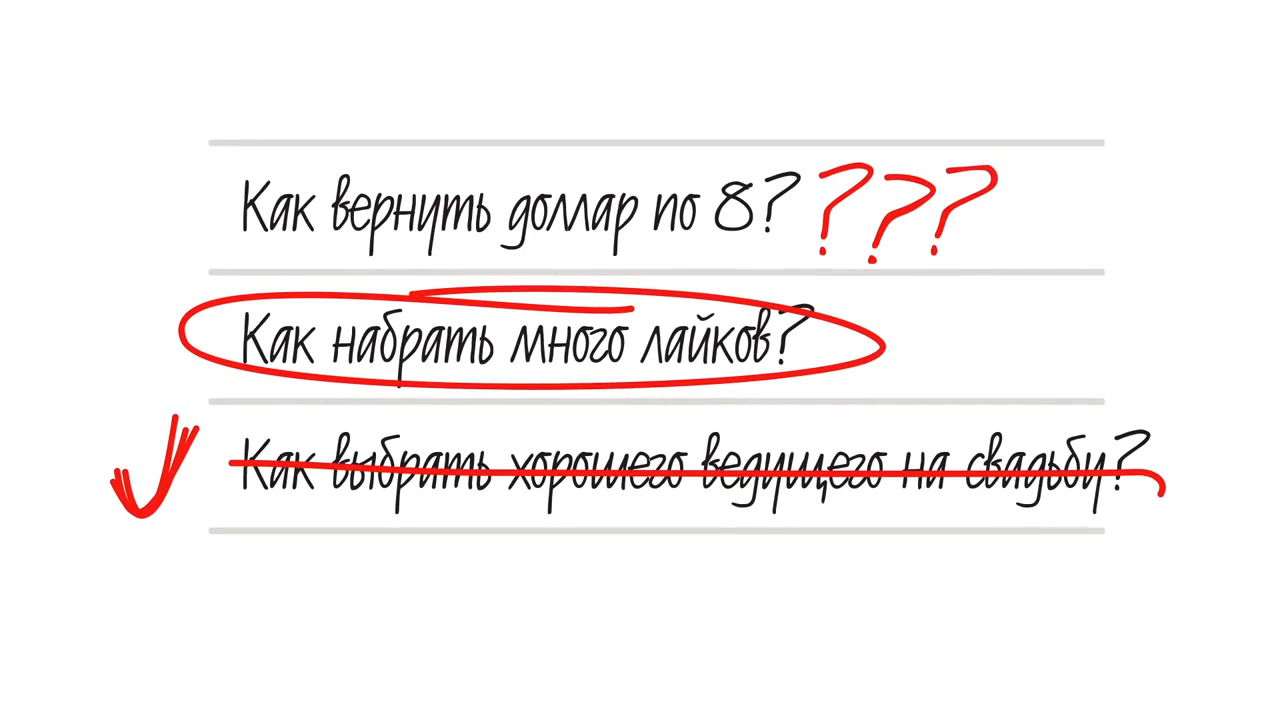 Как вернуть доллар по 8? ???
Как набрать много лайков?
Как выбрать хорошего ведущего на свадьбу?